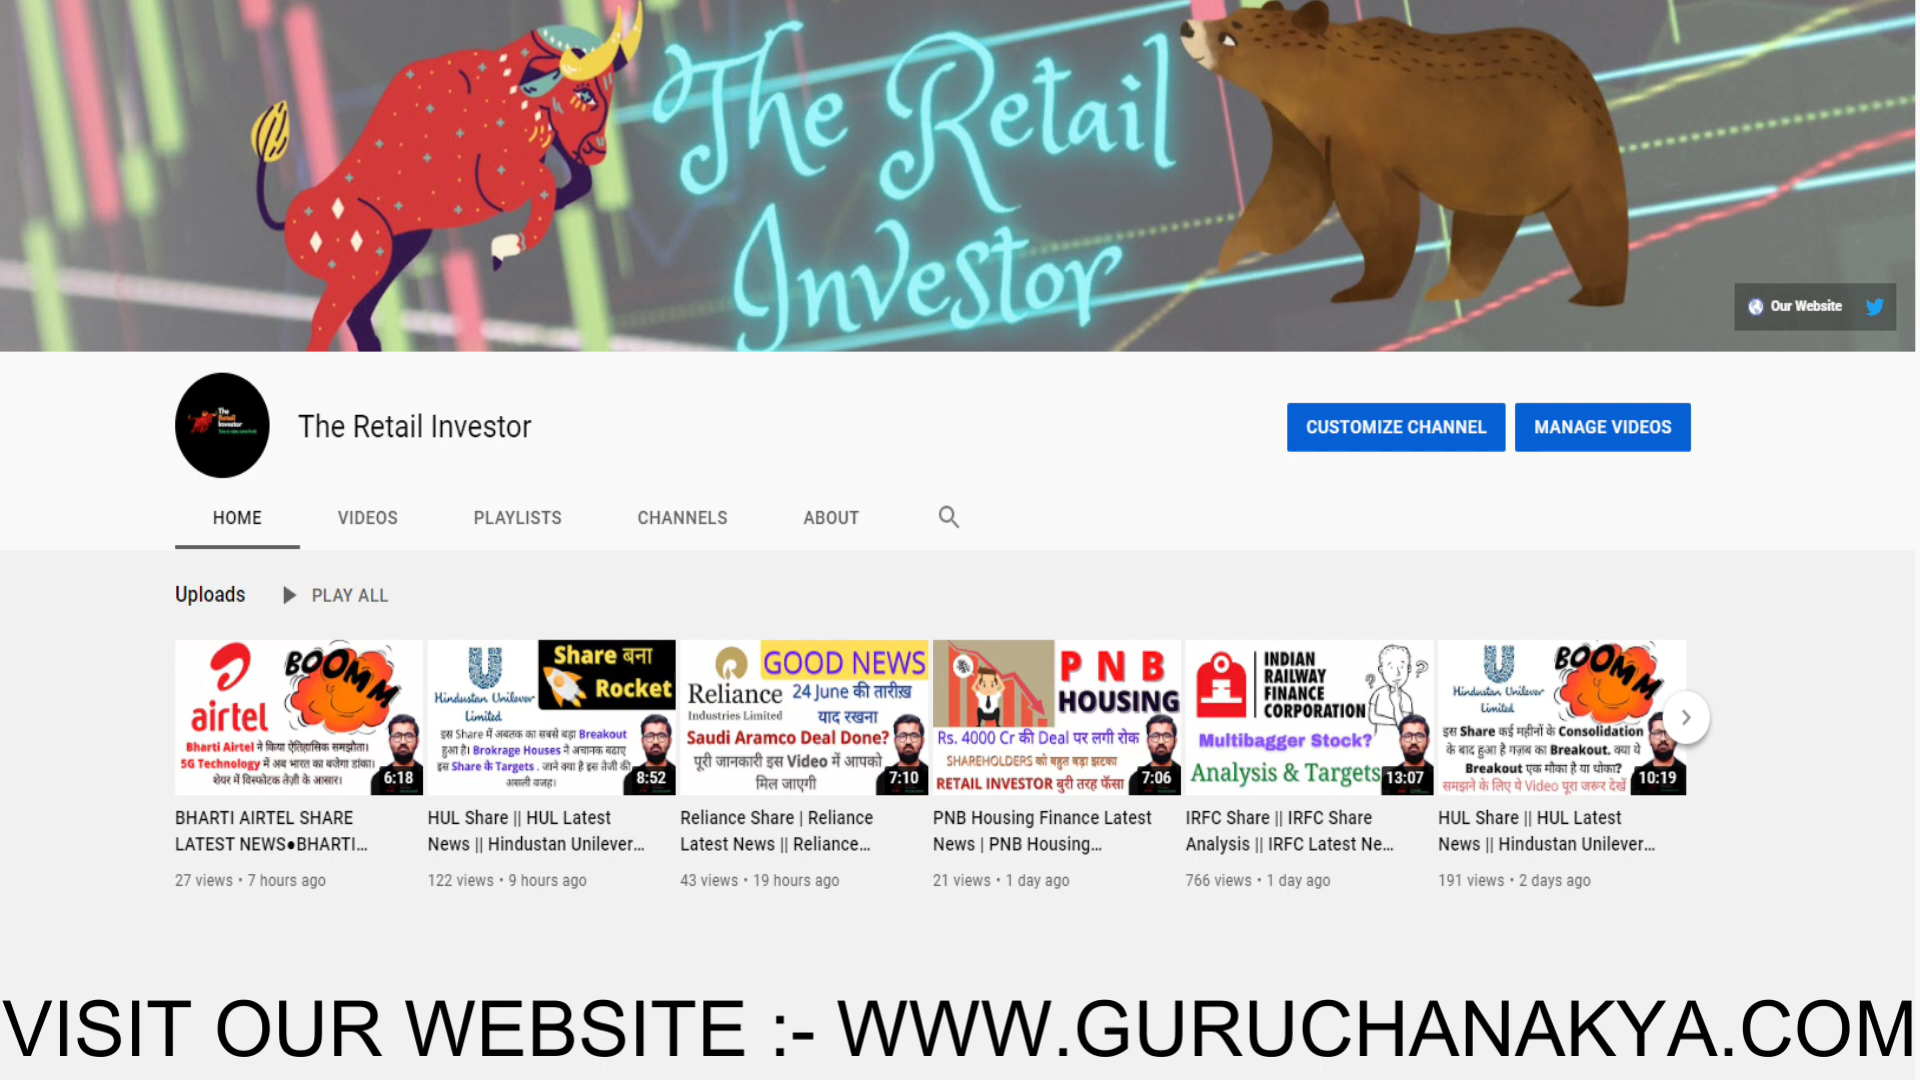 The Retail
Investor
Our Website
The Retail Investor
CUSTOMIZE CHANNEL
MANAGE VIDEOS
HOME
VIDEOS
PLAYLISTS
CHANNELS
ABOUT
Uploads
PLAY ALL
BOOMM
airtel
Bharti Airtel ने किया ऐतिहासिक समझौता।
5G Technology में अब भारत का बजेगा डंका।
शेयर में विस्फोटक तेज़ी के आसार।
6:18
BHARTI AIRTEL SHARE
LATEST NEWS●BHARTI...
27 views • 7 hours ago
Share बना
Rocket
Hindustan Unilever
Limited
इस Share में अबतक का सबसे बड़ा Breakout
हुआ है। Brokrage Houses ने अचानक बढाए
इस Share के Targets . जाने क्या है इस तेजी की
असली वजह।
8:52
HUL Share || HUL Latest
News || Hindustan Unilever...
122 views • 9 hours ago
GOOD NEWS
Reliance
Industries Limited
24 June की तारीख़
याद रखना
Saudi Aramco Deal Done?
पूरी जानकारी इस Video में आपको
मिल जाएगी
7:10
Reliance Share | Reliance
Latest News || Reliance...
43 views • 19 hours ago
PNB
HOUSING
Rs. 4000 Cr की Deal पर लगी रोक
SHAREHOLDERS को बहुत बड़ा झटका
RETAIL INVESTOR बुरी तरह फँसा
7:06
PNB Housing Finance Latest
News | PNB Housing...
21 views • 1 day ago
INDIAN
RAILWAY
FINANCE
CORPORATION
Multibagger Stock?
Analysis & Targets
13:07
IRFC Share || IRFC Share
Analysis || IRFC Latest Ne...
766 views • 1 day ago
BOOMM
Hindustan Unilever
Limited
इस Share कई महीनों के Consolidation
के बाद हुआ है गज़ब का Breakout. क्या ये
Breakout एक मौका है या धोका?
समझने के लिए ये Video पूरा जरूर देखें
10:19
HUL Share || HUL Latest
News || Hindustan Unilever...
191 views • 2 days ago
VISIT OUR WEBSITE :- WWW.GURUCHANAKYA.COM